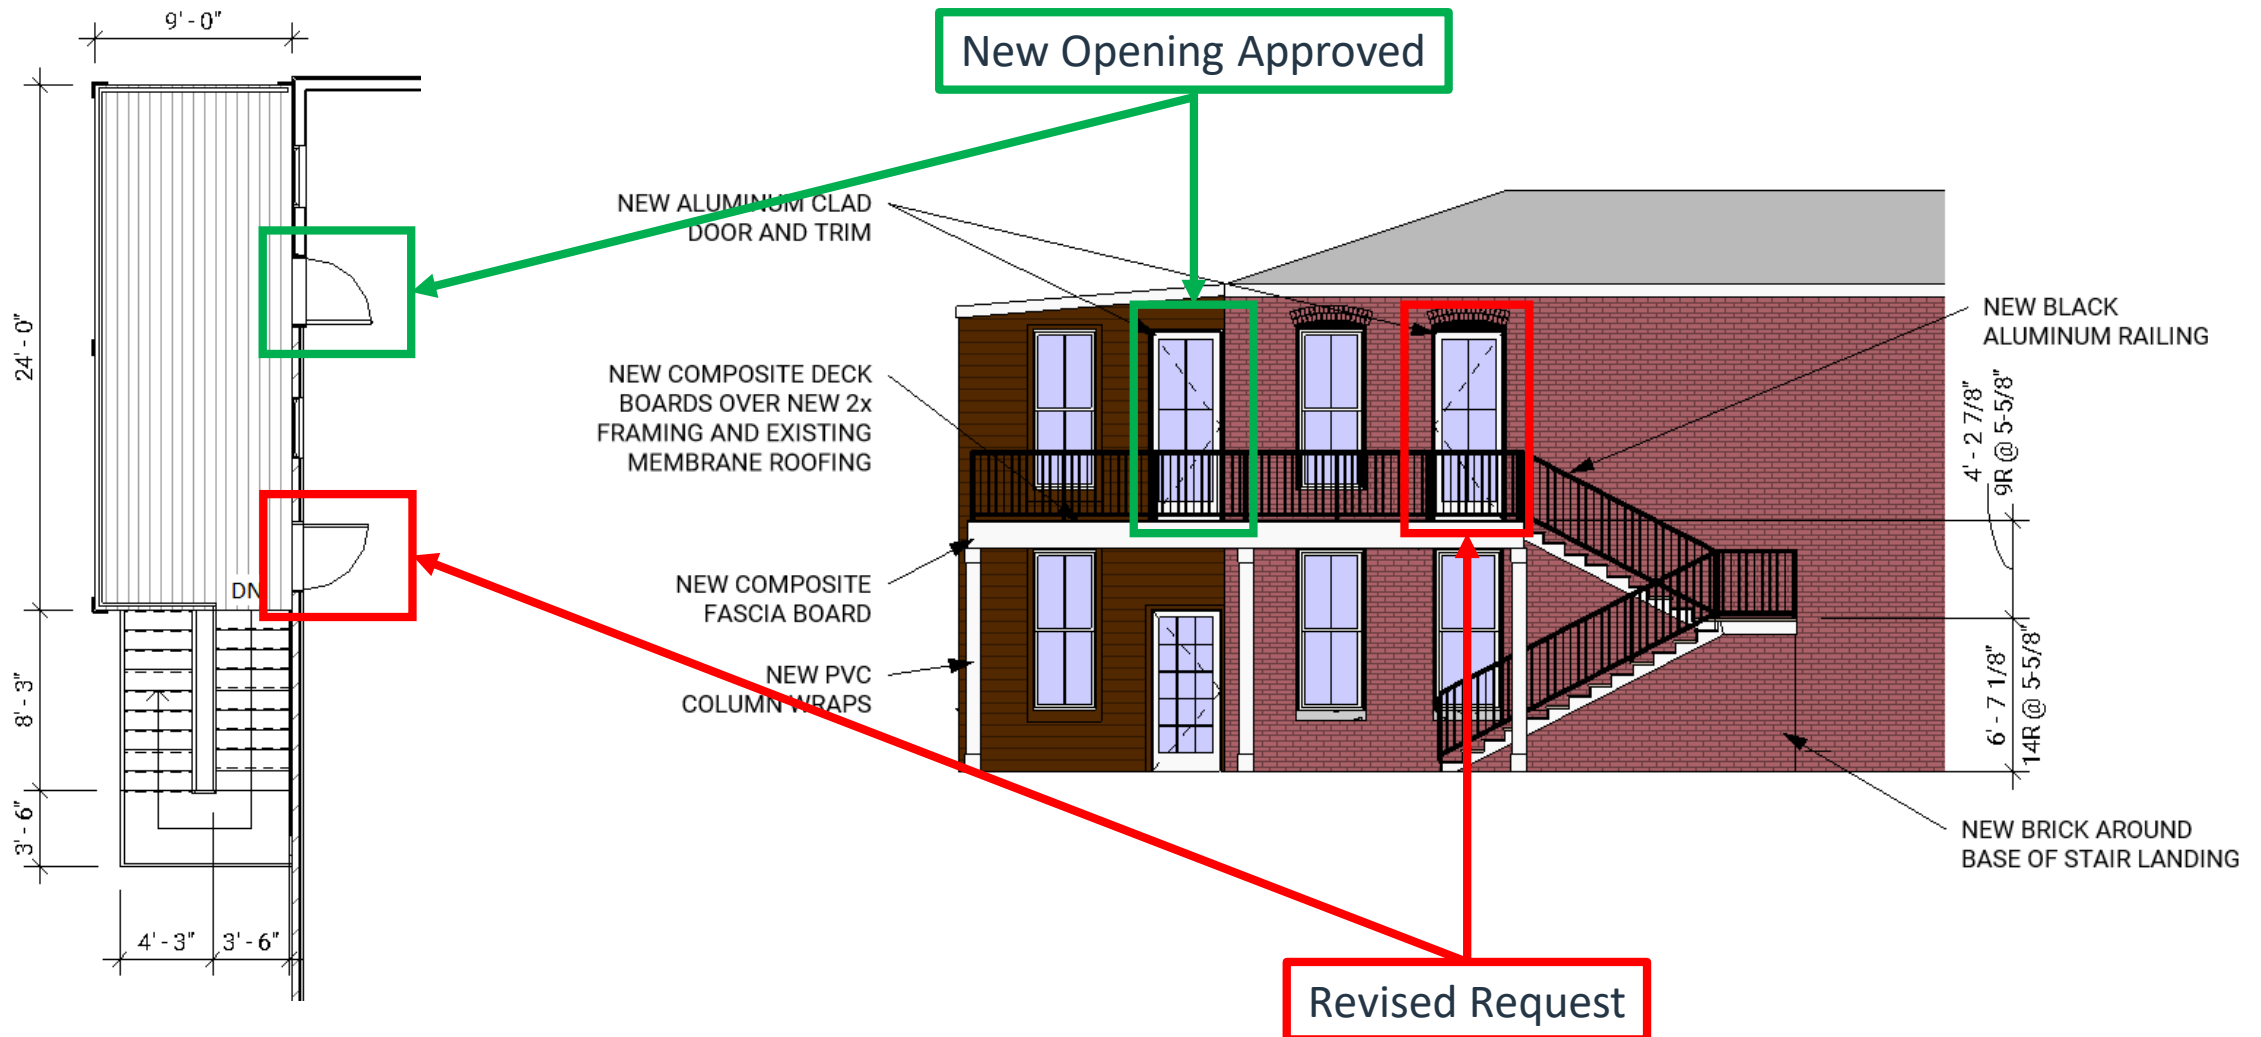 9' - 0"
New Opening Approved
24' - 0"
NEW ALUMINUM CLAD
DOOR AND TRIM
NEW BLACK
ALUMINUM RAILING
NEW COMPOSITE DECK
BOARDS OVER NEW 2x
FRAMING AND EXISTING
MEMBRANE ROOFING
4' - 2 7/8"
9R @ 5-5/8"
DN
NEW COMPOSITE
FASCIA BOARD
8' - 3"
NEW PVC
COLUMN WRAPS
6' - 7 1/8"
14R @ 5-5/8"
3' - 6"
NEW BRICK AROUND
BASE OF STAIR LANDING
4' - 3"
3' - 6"
Revised Request